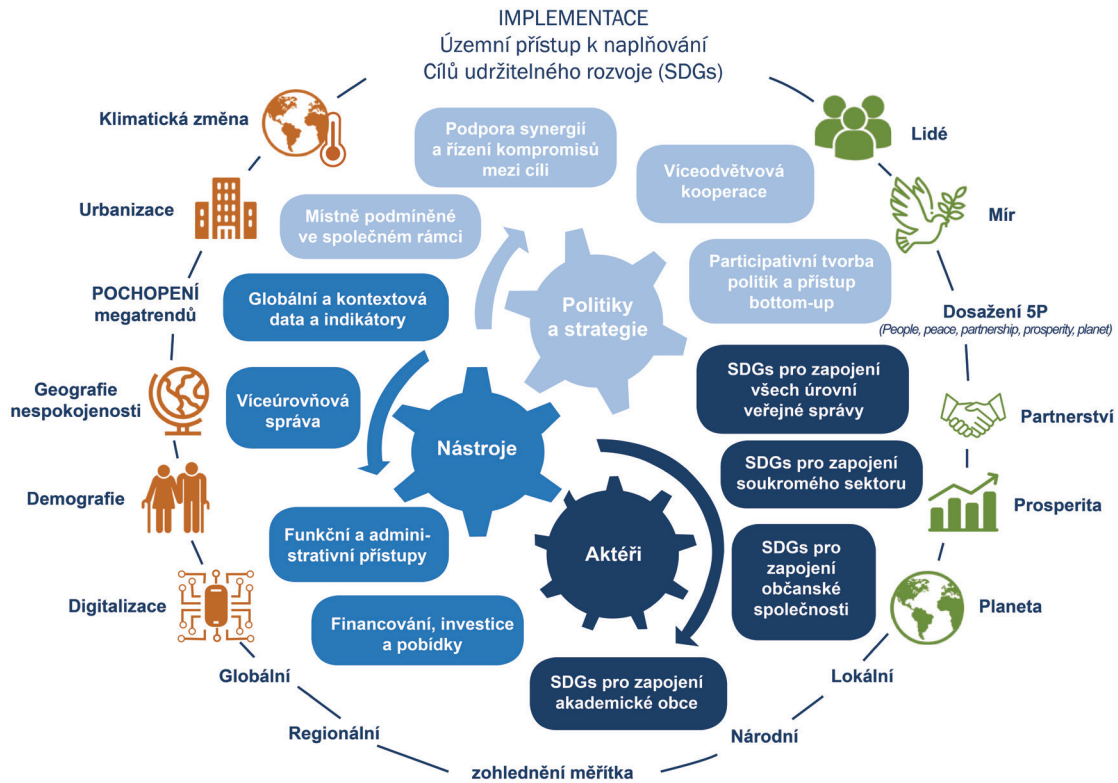 IMPLEMENTACE
Územní přístup k naplňování
Cílů udržitelného rozvoje (SDGs)
Klimatická změna
Urbanizace
POCHOPENÍ
megatrendů
Geografie
nespokojenosti
Demografie
Digitalizace
Podpora synergií
a řízení kompromisů
mezi cíli
Víceodvětvová
kooperace
Místně podmíněné
ve společném rámci
Participativní tvorba
politik a přístup
bottom-up
Politiky
a strategie
Globální a kontextová
data a indikátory
Víceúrovňová
správa
Nástroje
Funkční a admini-
strativní přístupy
Financování, investice
a pobídky
SDGs pro zapojení
všech úrovní
veřejné správy
SDGs pro zapojení
soukromého sektoru
Aktéři
SDGs pro
zapojení
občanské
společnosti
SDGs pro zapojení
akademické obce
Lidé
Mír
Dosažení 5P
(People, peace, partnership, prosperity, planet)
Partnerství
Prosperita
Planeta
Globální
Regionální
zohlednění měřítka
Národní
Lokální